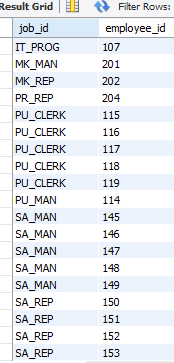 Result Grid Filter Rows:
job_id employee_id
IT_PROG 107
MK_MAN 201
MK_REP 202
PR_REP 204
PU_CLERK 115
PU_CLERK 116
PU_CLERK 117
PU_CLERK 118
PU_CLERK 119
PU_MAN 114
SA_MAN 145
SA_MAN 146
SA_MAN 147
SA_MAN 148
SA_MAN 149
SA_REP 150
SA_REP 151
SA_REP 152
SA_REP 153